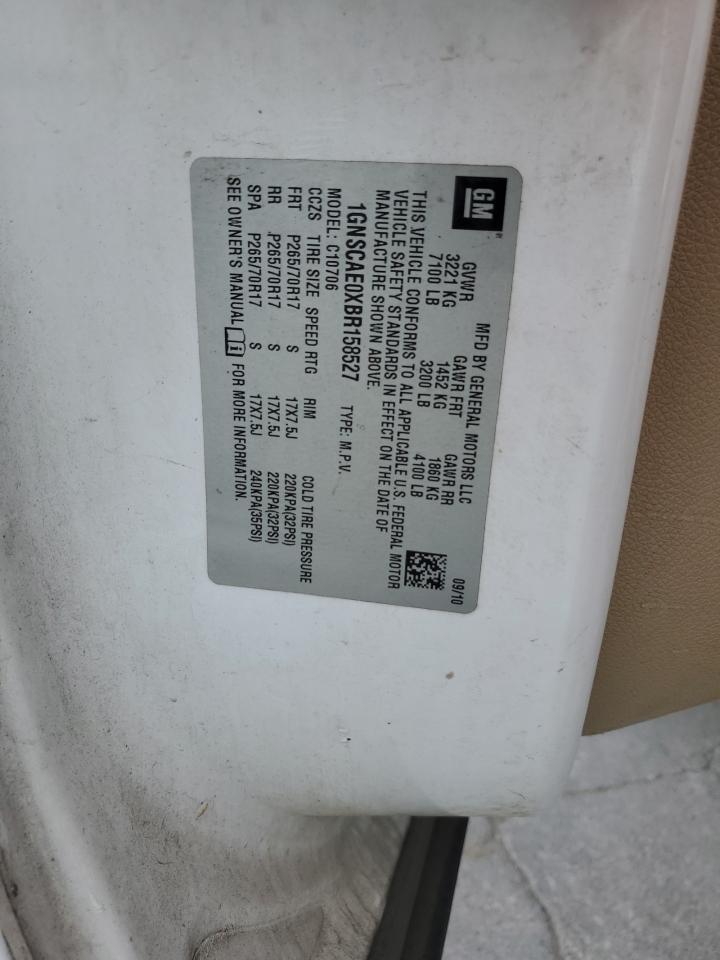 GM
®
MFD BY GENERAL MOTORS LLC
09/10
GVWR GAWR FRT GAWR RR
3221 KG 1452 KG 1860 KG
7100 LB 3200 LB 4100 LB
THIS VEHICLE CONFORMS TO ALL APPLICABLE U.S. FEDERAL MOTOR
VEHICLE SAFETY STANDARDS IN EFFECT ON THE DATE OF
MANUFACTURE SHOWN ABOVE.
1GNSCAE0XBR158527 TYPE: M.P.V.
MODEL: C10706
CCZS TIRE SIZE SPEED RTG RIM COLD TIRE PRESSURE
FRT P265/70R17 S 17X7.5J 220KPA(32PSI)
RR P265/70R17 S 17X7.5J 220KPA(32PSI)
SPA P265/70R17 S 17X7.5J 240KPA(35PSI)
SEE OWNER'S MANUAL FOR MORE INFORMATION.